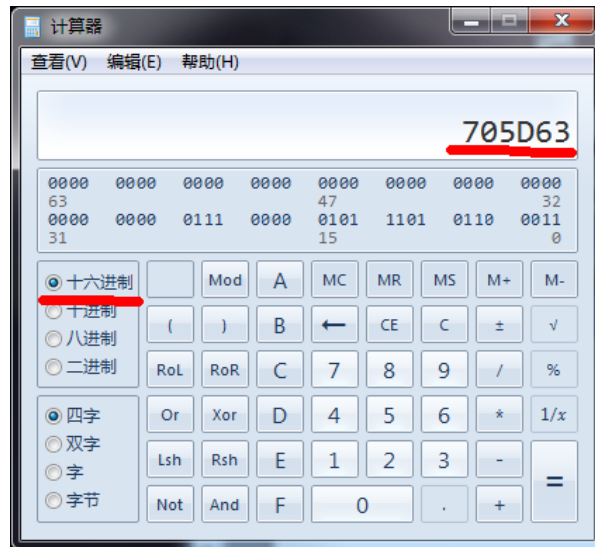 计算器
查看(V) 编辑(E) 帮助(H)
705D63
0000 0000 0000 0000 0000 0000 0000 0000
63 47 32
0000 0000 0111 0000 0101 1101 0110 0011
31 15 0
十六进制 Mod A MC MR MS M+ M-
十进制 ( ) B ← CE C ± √
八进制
二进制 RoL RoR C 7 8 9 / %
四字 Or Xor D 4 5 6 * 1/x
双字
字 Lsh Rsh E 1 2 3 - =
字节 Not And F 0 . +